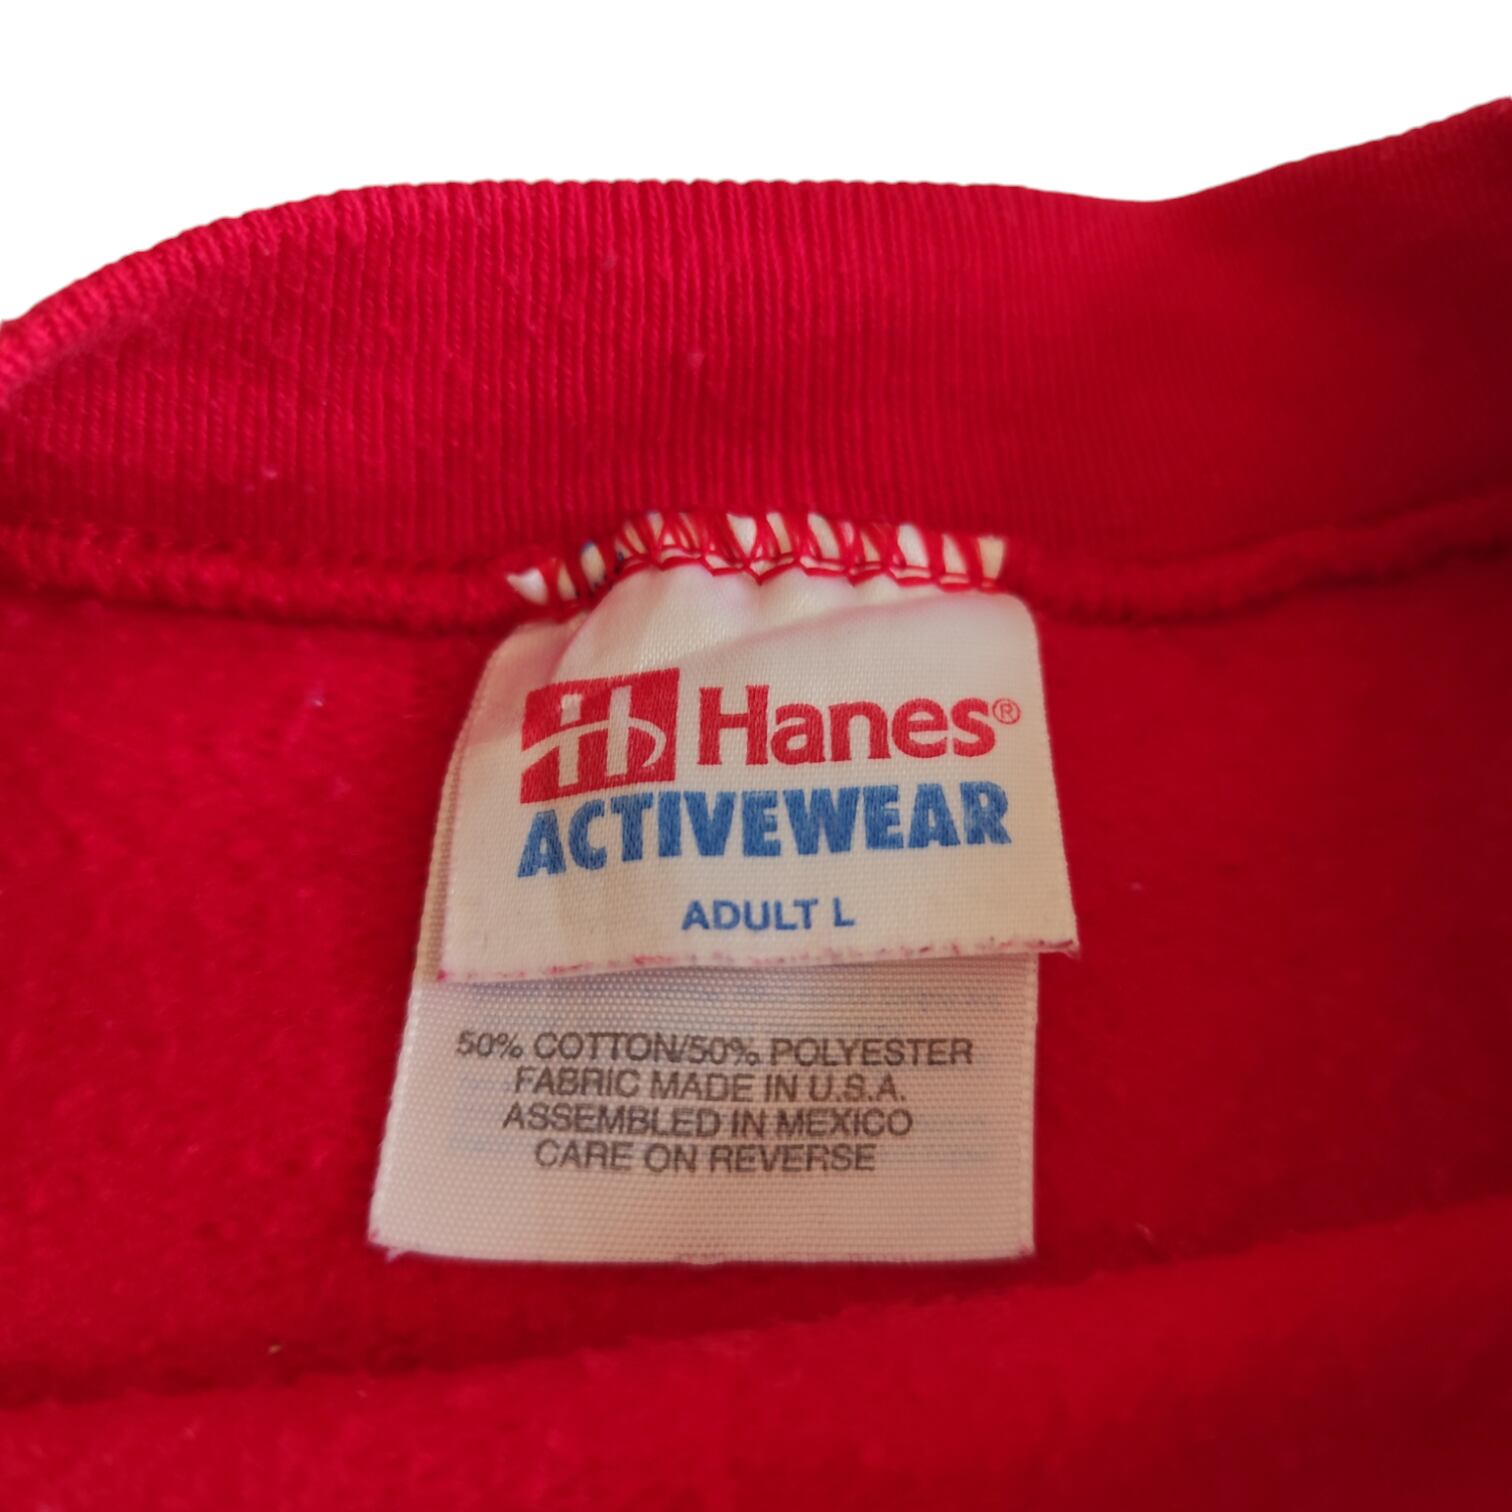 Hanes®
ACTIVEWEAR
ADULT L
50% COTTON/50% POLYESTER
FABRIC MADE IN U.S.A.
ASSEMBLED IN MEXICO
CARE ON REVERSE